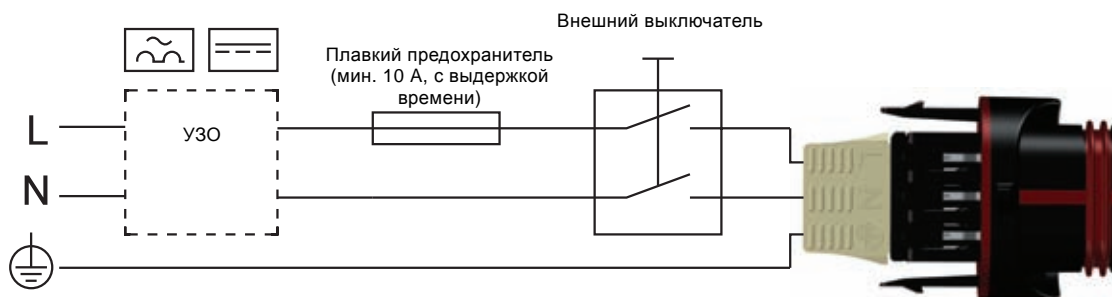 Внешний выключатель
Плавкий предохранитель
(мин. 10 А, с выдержкой
времени)
УЗО
L
N
L
N